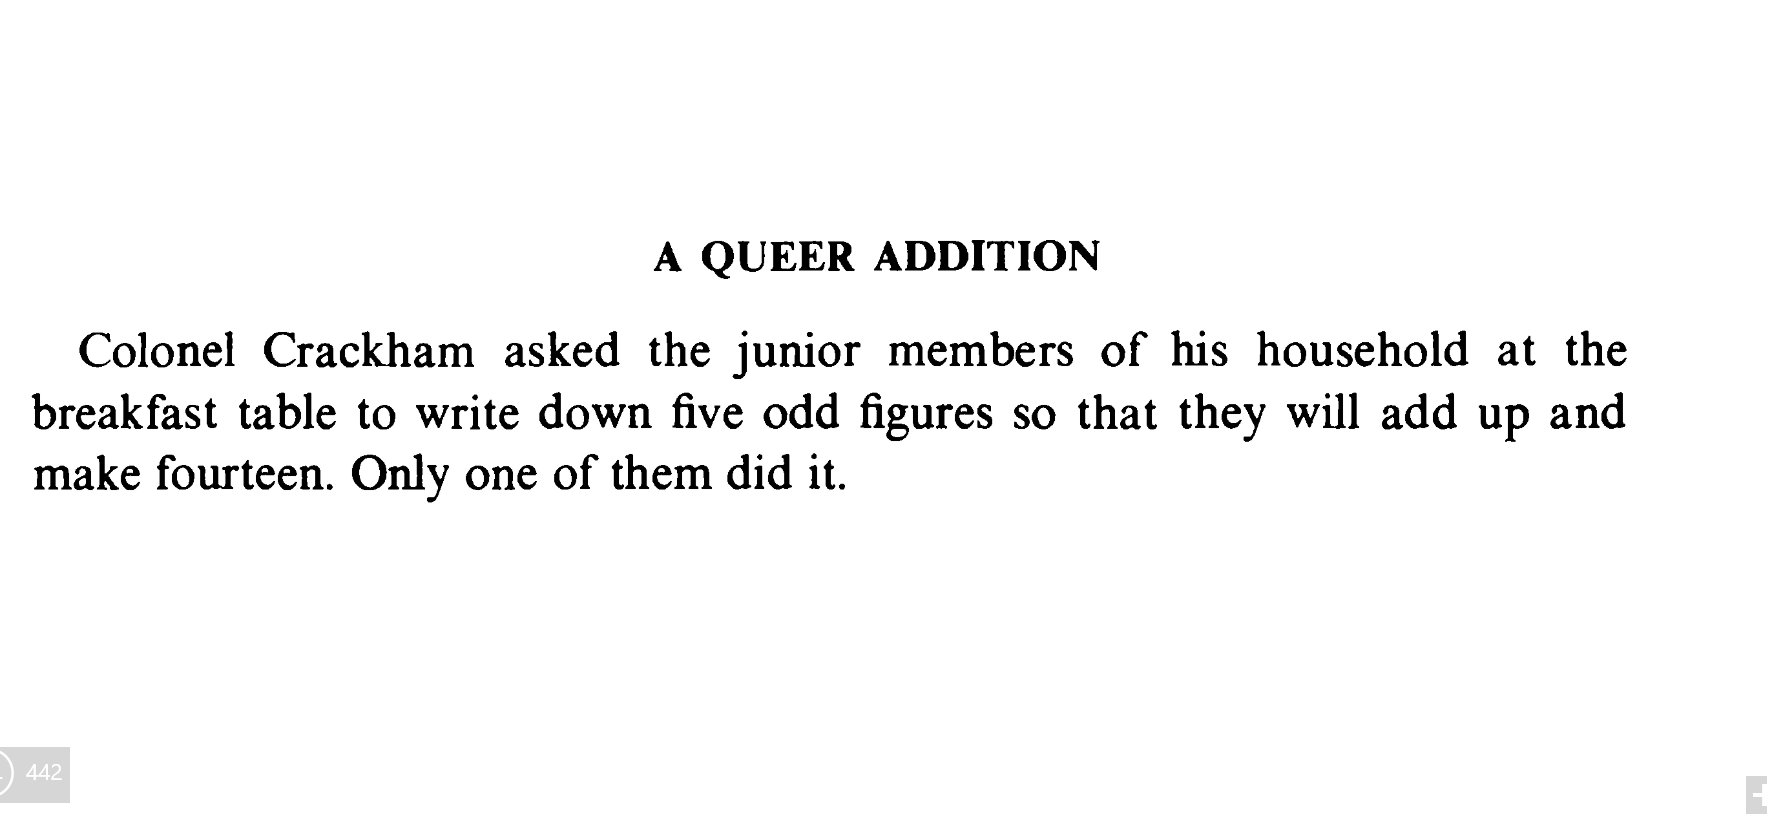 A QUEER ADDITION
Colonel Crackham asked the junior members of his household at the
breakfast table to write down five odd figures so that they will add up and
make fourteen. Only one of them did it.
442